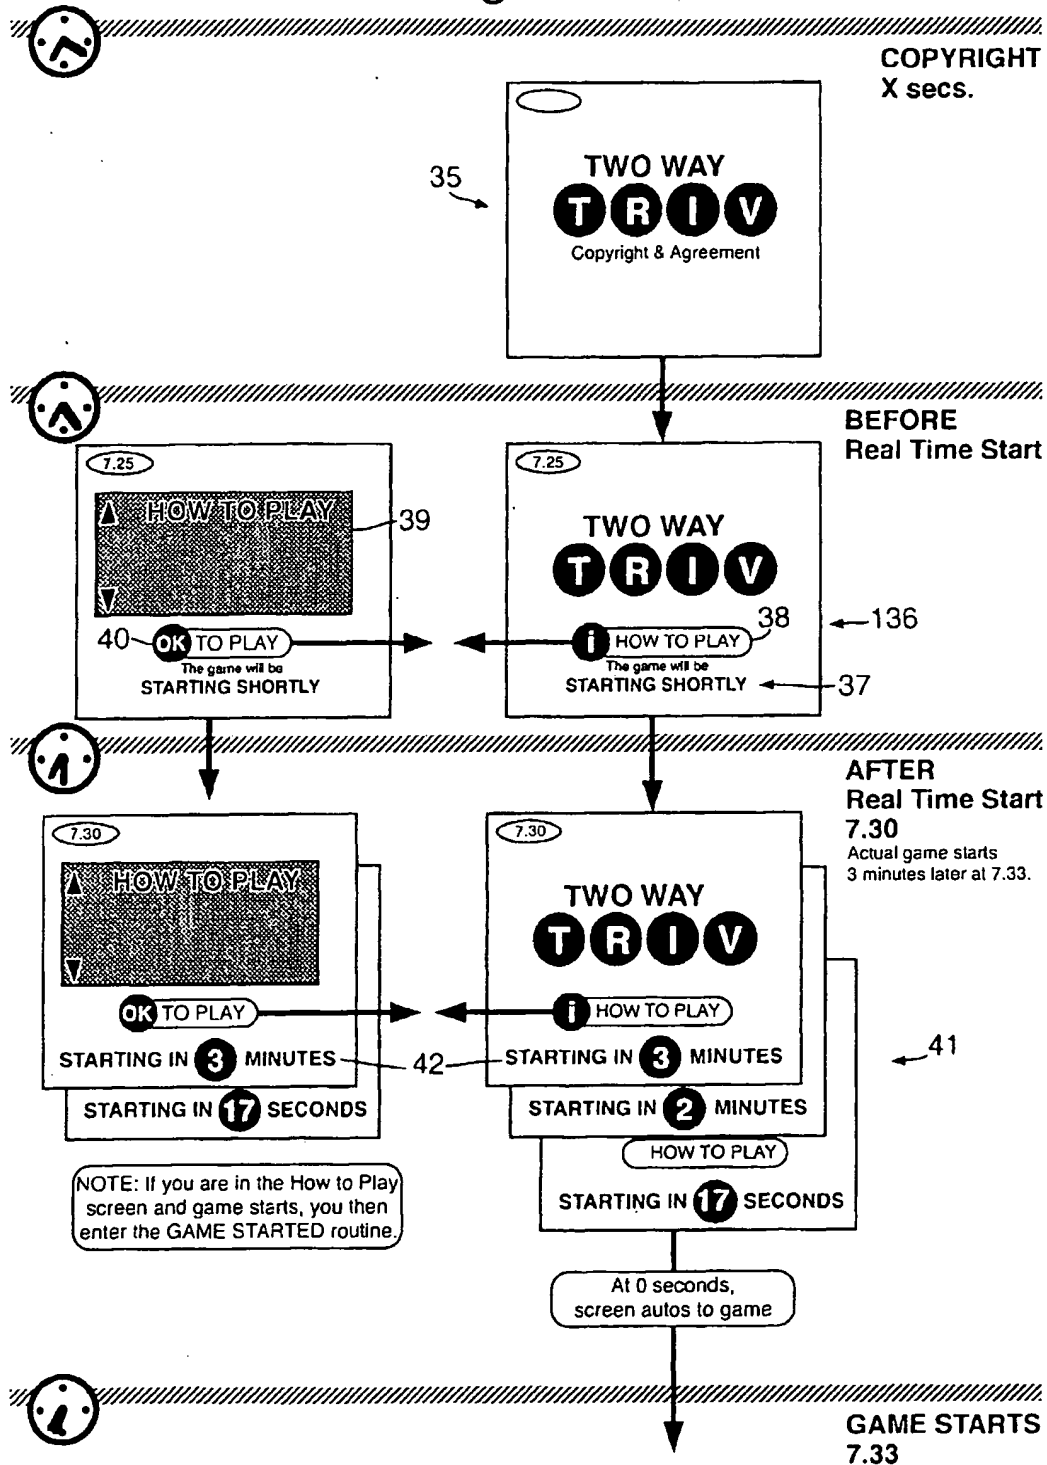 COPYRIGHT
X secs.
35
TWO WAY
TRIV
Copyright & Agreement
BEFORE
Real Time Start
7.25
HOW TO PLAY
39
40
OK TO PLAY
The game will be
STARTING SHORTLY
7.25
TWO WAY
TRIV
38
136
i HOW TO PLAY
The game will be
STARTING SHORTLY
37
AFTER
Real Time Start
7.30
Actual game starts
3 minutes later at 7.33.
7.30
HOW TO PLAY
OK TO PLAY
STARTING IN 3 MINUTES
42
STARTING IN 17 SECONDS
7.30
TWO WAY
TRIV
i HOW TO PLAY
STARTING IN 3 MINUTES
41
STARTING IN 2 MINUTES
HOW TO PLAY
STARTING IN 17 SECONDS
NOTE: If you are in the How to Play
screen and game starts, you then
enter the GAME STARTED routine.
At 0 seconds,
screen autos to game
GAME STARTS
7.33